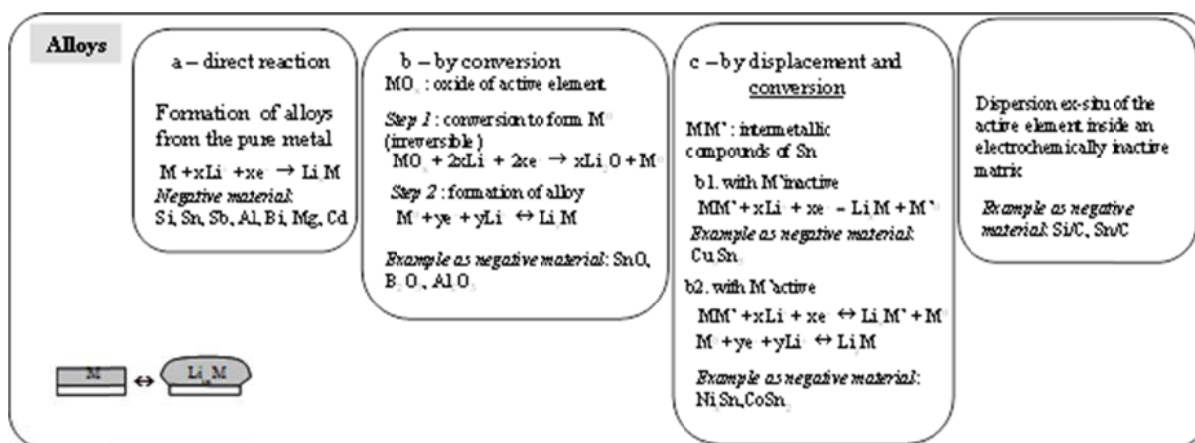 Alloys
a – direct reaction
Formation of alloys
from the pure metal
M + xLi + xe → Li M
Negative material:
Si, Sn, Sb, Al, Bi, Mg, Cd
M ↔ Li M
b – by conversion
MO : oxide of active element
Step 1 : conversion to form M°
(irreversible)
MO + 2xLi + 2xe → xLi O + M°
Step 2 : formation of alloy
M° + ye + yLi ↔ Li M
Example as negative material: SnO,
B O , Al O
c – by displacement and
conversion
MM' : intermetallic
compounds of Sn
b1. with M' inactive
MM' + xLi + xe – Li M + M'°
Example as negative material:
Cu Sn
b2. with M' active
MM' + xLi + xe ↔ Li M' + M°
M° + ye + yLi ↔ Li M
Example as negative material:
Ni Sn, CoSn
Dispersion ex-situ of the
active element inside an
electrochemically inactive
matric
Example as negative
material: Si/C, Sn/C